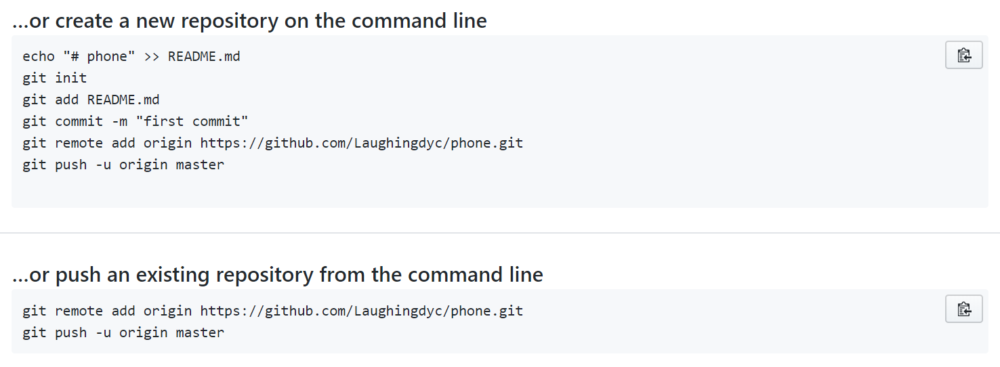 ...or create a new repository on the command line
echo "# phone" >> README.md
git init
git add README.md
git commit -m "first commit"
git remote add origin https://github.com/Laughingdyc/phone.git
git push -u origin master
...or push an existing repository from the command line
git remote add origin https://github.com/Laughingdyc/phone.git
git push -u origin master